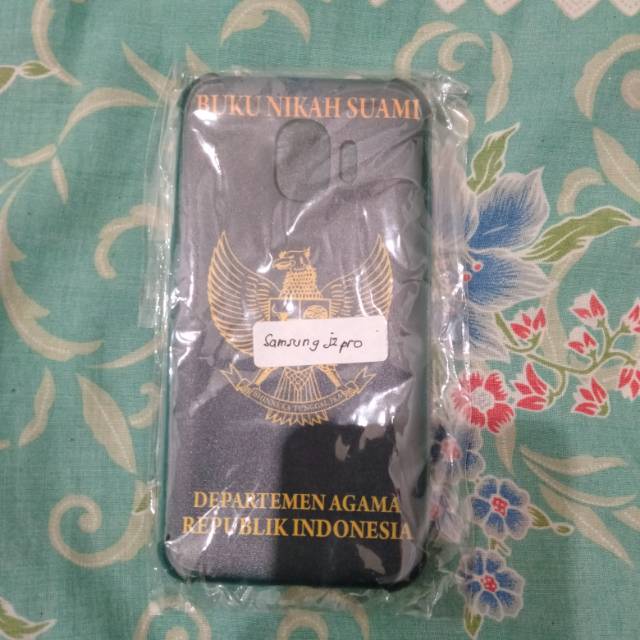 BUKU NIKAH SUAMI
Samsung j2 pro
DEPARTEMEN AGAMA
REPUBLIK INDONESIA